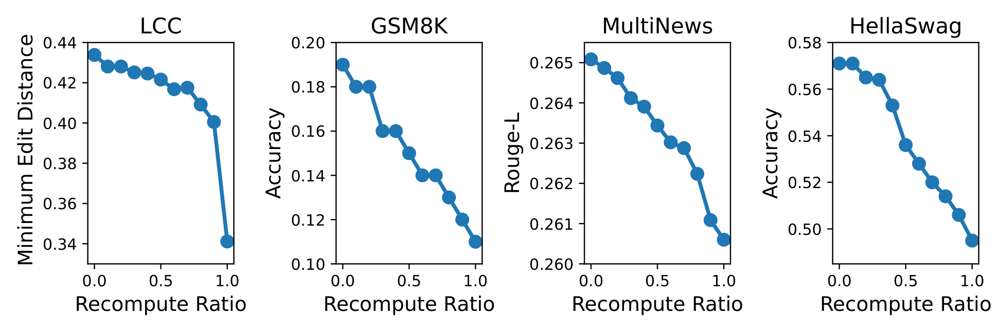 LCC
Minimum Edit Distance
0.44
0.42
0.40
0.38
0.36
0.34
0.0 0.5 1.0
Recompute Ratio
GSM8K
Accuracy
0.20
0.18
0.16
0.14
0.12
0.10
0.0 0.5 1.0
Recompute Ratio
MultiNews
Rouge-L
0.265
0.264
0.263
0.262
0.261
0.260
0.0 0.5 1.0
Recompute Ratio
HellaSwag
Accuracy
0.58
0.56
0.54
0.52
0.50
0.0 0.5 1.0
Recompute Ratio